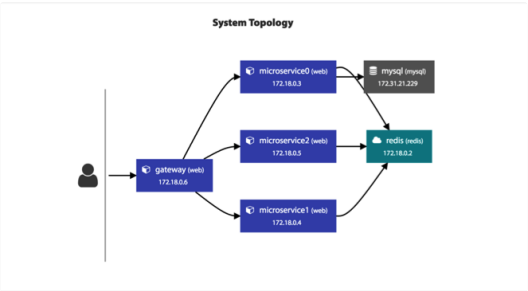 System Topology
microservice0 (web)
172.18.0.3
mysql (mysql)
172.31.21.229
gateway (web)
172.18.0.6
microservice2 (web)
172.18.0.5
redis (redis)
172.18.0.2
microservice1 (web)
172.18.0.4